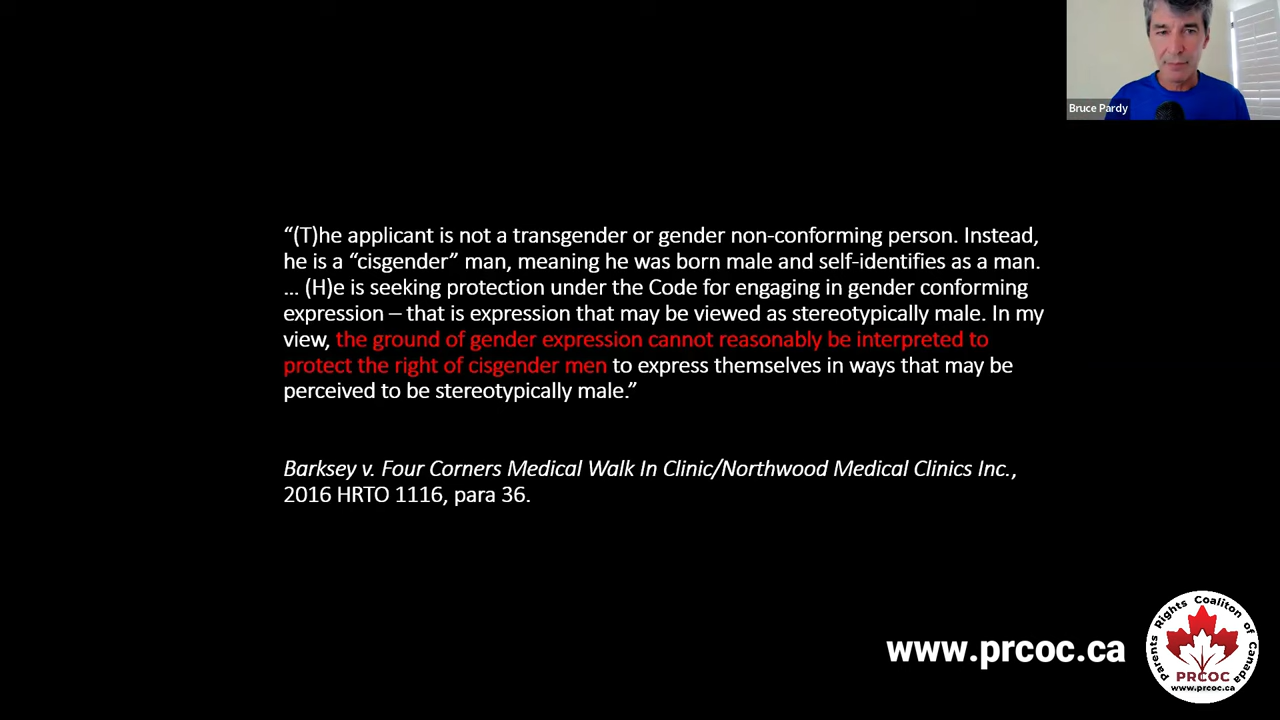 Bruce Pardy
“(T)he applicant is not a transgender or gender non-conforming person. Instead,
he is a “cisgender” man, meaning he was born male and self-identifies as a man.
... (H)e is seeking protection under the Code for engaging in gender conforming
expression – that is expression that may be viewed as stereotypically male. In my
view, the ground of gender expression cannot reasonably be interpreted to
protect the right of cisgender men to express themselves in ways that may be
perceived to be stereotypically male.”
Barksey v. Four Corners Medical Walk In Clinic/Northwood Medical Clinics Inc.,
2016 HRTO 1116, para 36.
www.prcoc.ca
Parents Rights Coaliton of Canada
PRCOC
www.prcoc.ca